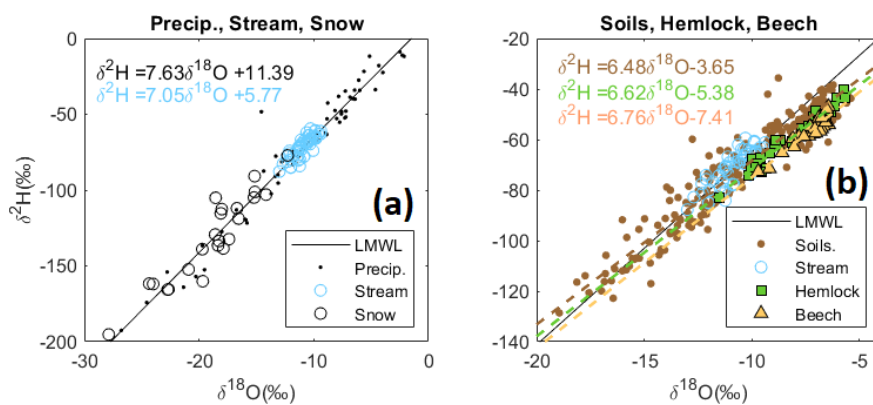 Precip., Stream, Snow
δ²H =7.63δ¹⁸O +11.39
δ²H =7.05δ¹⁸O +5.77
(a)
LMWL
Precip.
Stream
Snow
0
-50
-100
-150
-200
δ²H(‰)
-30
-20
-10
0
δ¹⁸O(‰)
Soils, Hemlock, Beech
δ²H =6.48δ¹⁸O-3.65
δ²H =6.62δ¹⁸O-5.38
δ²H =6.76δ¹⁸O-7.41
(b)
LMWL
Soils.
Stream
Hemlock
Beech
-20
-40
-60
-80
-100
-120
-140
-20
-15
-10
-5
δ¹⁸O(‰)